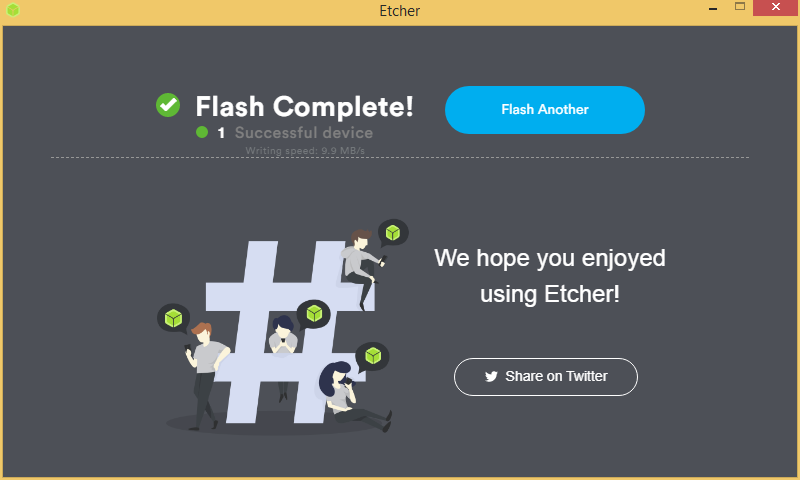 Etcher
Flash Complete!
1 Successful device
Writing speed: 9.9 MB/s
Flash Another
#
We hope you enjoyed
using Etcher!
Share on Twitter